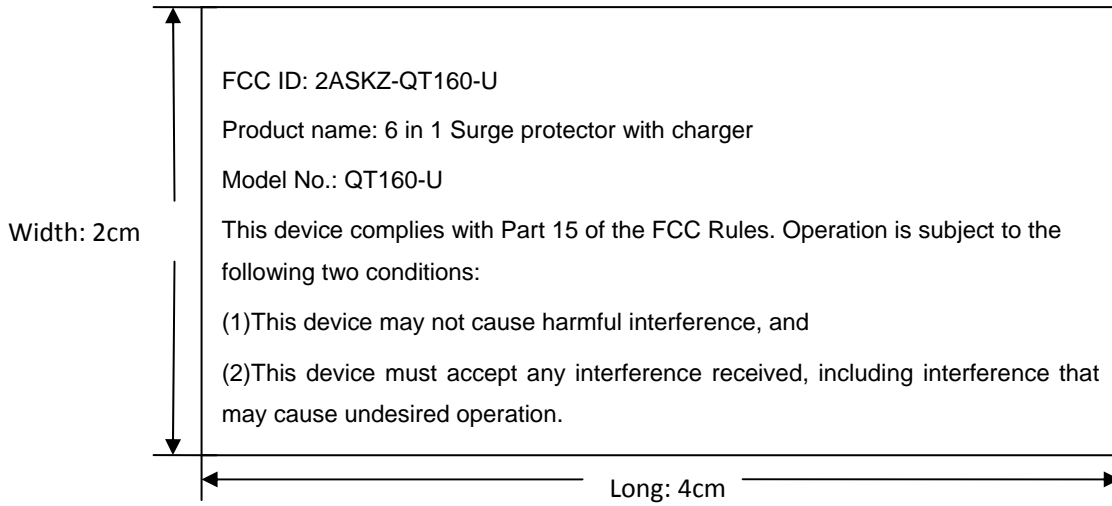 FCC ID: 2ASKZ-QT160-U
Product name: 6 in 1 Surge protector with charger
Model No.: QT160-U
Width: 2cm
This device complies with Part 15 of the FCC Rules. Operation is subject to the
following two conditions:
(1)This device may not cause harmful interference, and
(2)This device must accept any interference received, including interference that
may cause undesired operation.
Long: 4cm